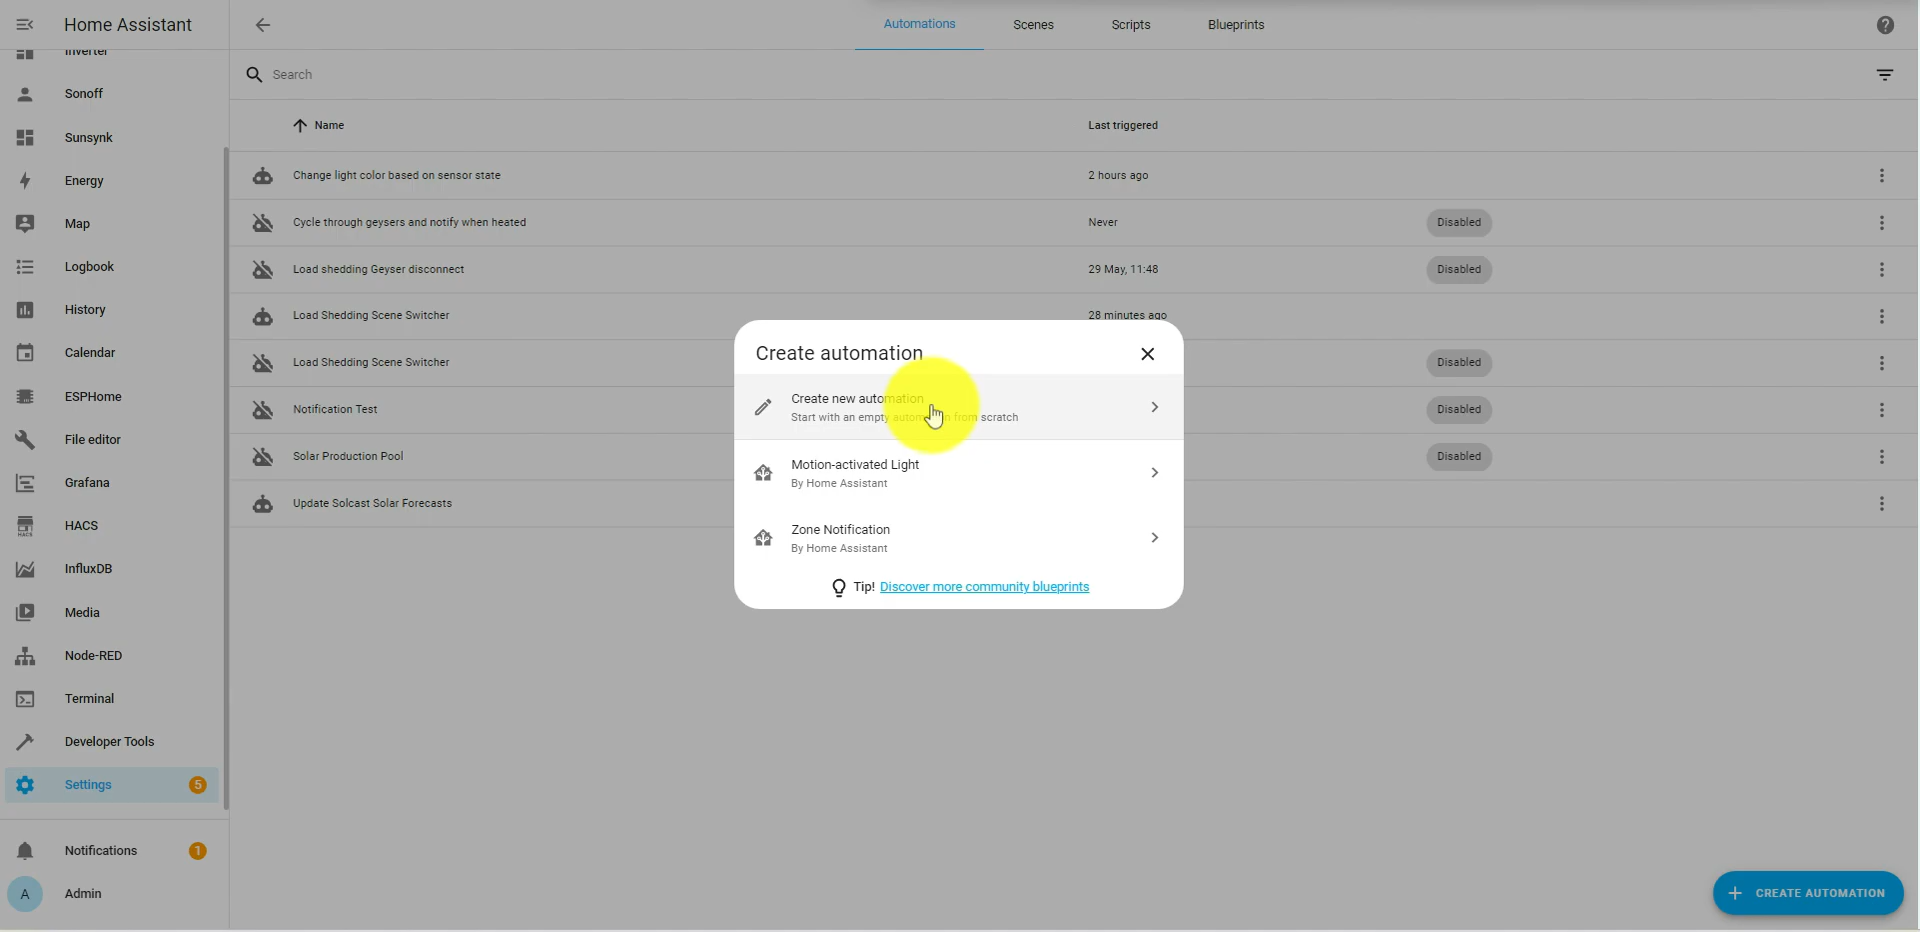 Home Assistant
Inverter
Sonoff
Sunsynk
Energy
Map
Logbook
History
Calendar
ESPHome
File editor
Grafana
HACS
HACS
InfluxDB
Media
Node-RED
Terminal
Developer Tools
Settings
5
Notifications
1
A
Admin
Automations
Scenes
Scripts
Blueprints
Search
Name
Last triggered
Change light color based on sensor state
2 hours ago
Cycle through geysers and notify when heated
Never
Disabled
Load shedding Geyser disconnect
29 May, 11:48
Disabled
Load Shedding Scene Switcher
28 minutes ago
Load Shedding Scene Switcher
Disabled
Notification Test
Disabled
Solar Production Pool
Disabled
Update Solcast Solar Forecasts
Create automation
Create new automation
Start with an empty automation from scratch
Motion-activated Light
By Home Assistant
Zone Notification
By Home Assistant
Tip! Discover more community blueprints
CREATE AUTOMATION